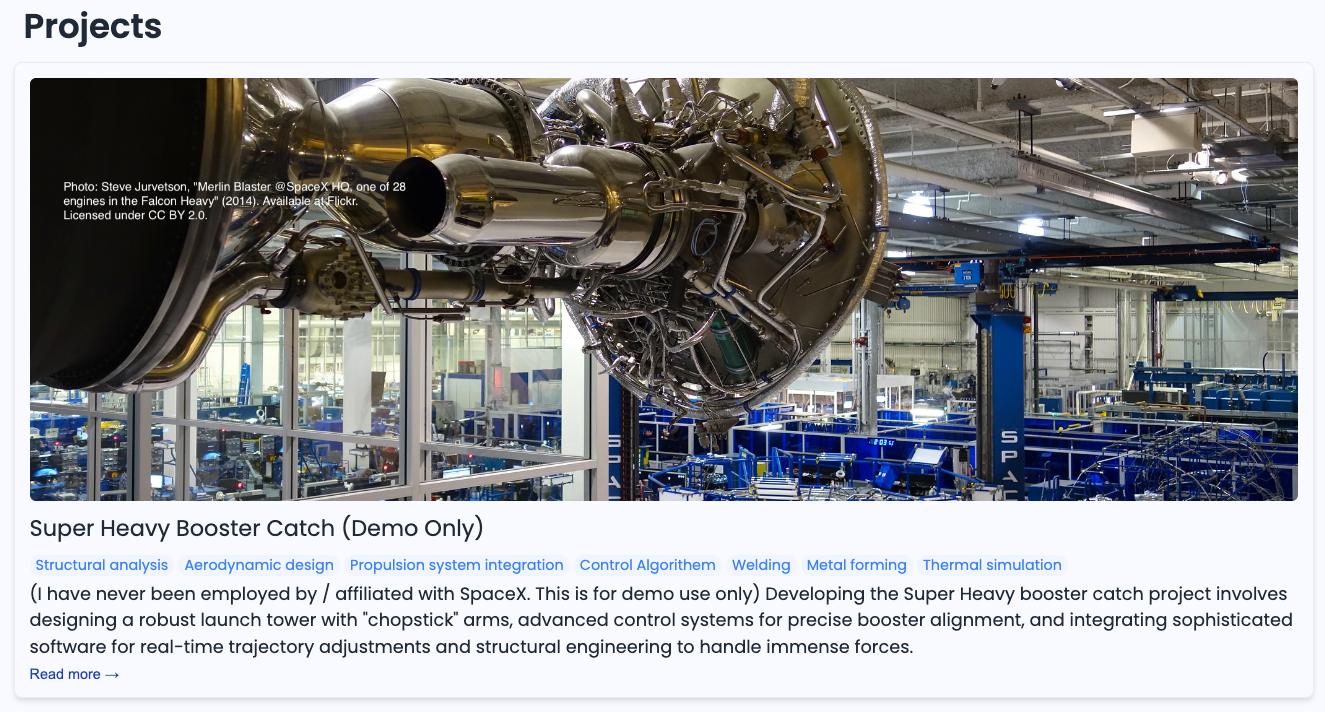 Projects
Photo: Steve Jurvetson, "Merlin Blaster @SpaceX HQ, one of 28
engines in the Falcon Heavy" (2014). Available at Flickr.
Licensed under CC BY 2.0.
SPAC
Super Heavy Booster Catch (Demo Only)
Structural analysis Aerodynamic design Propulsion system integration Control Algorithem Welding Metal forming Thermal simulation
(I have never been employed by / affiliated with SpaceX. This is for demo use only) Developing the Super Heavy booster catch project involves
designing a robust launch tower with "chopstick" arms, advanced control systems for precise booster alignment, and integrating sophisticated
software for real-time trajectory adjustments and structural engineering to handle immense forces.
Read more →